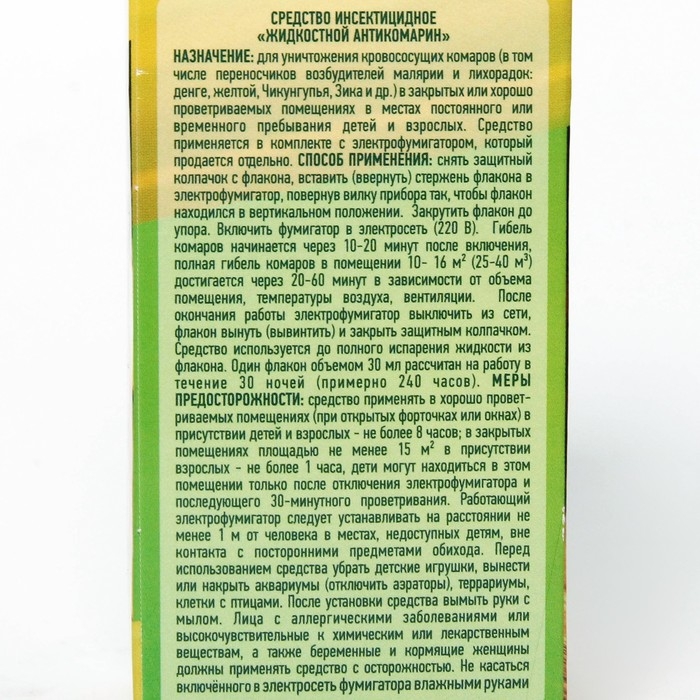 СРЕДСТВО ИНСЕКТИЦИДНОЕ
«ЖИДКОСТНОЙ АНТИКОМАРИН»
НАЗНАЧЕНИЕ: для уничтожения кровососущих комаров (в том
числе переносчиков возбудителей малярии и лихорадок:
денге, желтой, Чикунгупья, Зика и др.) в закрытых или хорошо
проветриваемых помещениях в местах постоянного или
временного пребывания детей и взрослых. Средство
применяется в комплекте с электрофумигатором, который
продается отдельно. СПОСОБ ПРИМЕНЕНИЯ: снять защитный
колпачок с флакона, вставить (ввернуть) стержень флакона в
электрофумигатор, повернув вилку прибора так, чтобы флакон
находился в вертикальном положении. Закрутить флакон до
упора. Включить фумигатор в электросеть (220 В). Гибель
комаров начинается через 10-20 минут после включения,
полная гибель комаров в помещении 10- 16 м² (25-40 м³)
достигается через 20-60 минут в зависимости от объема
помещения, температуры воздуха, вентиляции. После
окончания работы электрофумигатор выключить из сети,
флакон вынуть (вывинтить) и закрыть защитным колпачком.
Средство используется до полного испарения жидкости из
флакона. Один флакон объемом 30 мл рассчитан на работу в
течение 30 ночей (примерно 240 часов). МЕРЫ
ПРЕДОСТОРОЖНОСТИ: средство применять в хорошо провет-
риваемых помещениях (при открытых форточках или окнах) в
присутствии детей и взрослых - не более 8 часов; в закрытых
помещениях площадью не менее 15 м² в присутствии
взрослых - не более 1 часа, дети могут находиться в этом
помещении только после отключения электрофумигатора и
последующего 30-минутного проветривания. Работающий
электрофумигатор следует устанавливать на расстоянии не
менее 1 м от человека в местах, недоступных детям, вне
контакта с посторонними предметами обихода. Перед
использованием средства убрать детские игрушки, вынести
или накрыть аквариумы (отключить аэраторы), террариумы,
клетки с птицами. После установки средства вымыть руки с
мылом. Лица с аллергическими заболеваниями или
высокочувствительные к химическим или лекарственным
веществам, а также беременные и кормящие женщины
должны применять средство с осторожностью. Не касаться
включённого в электросеть фумигатора влажными руками